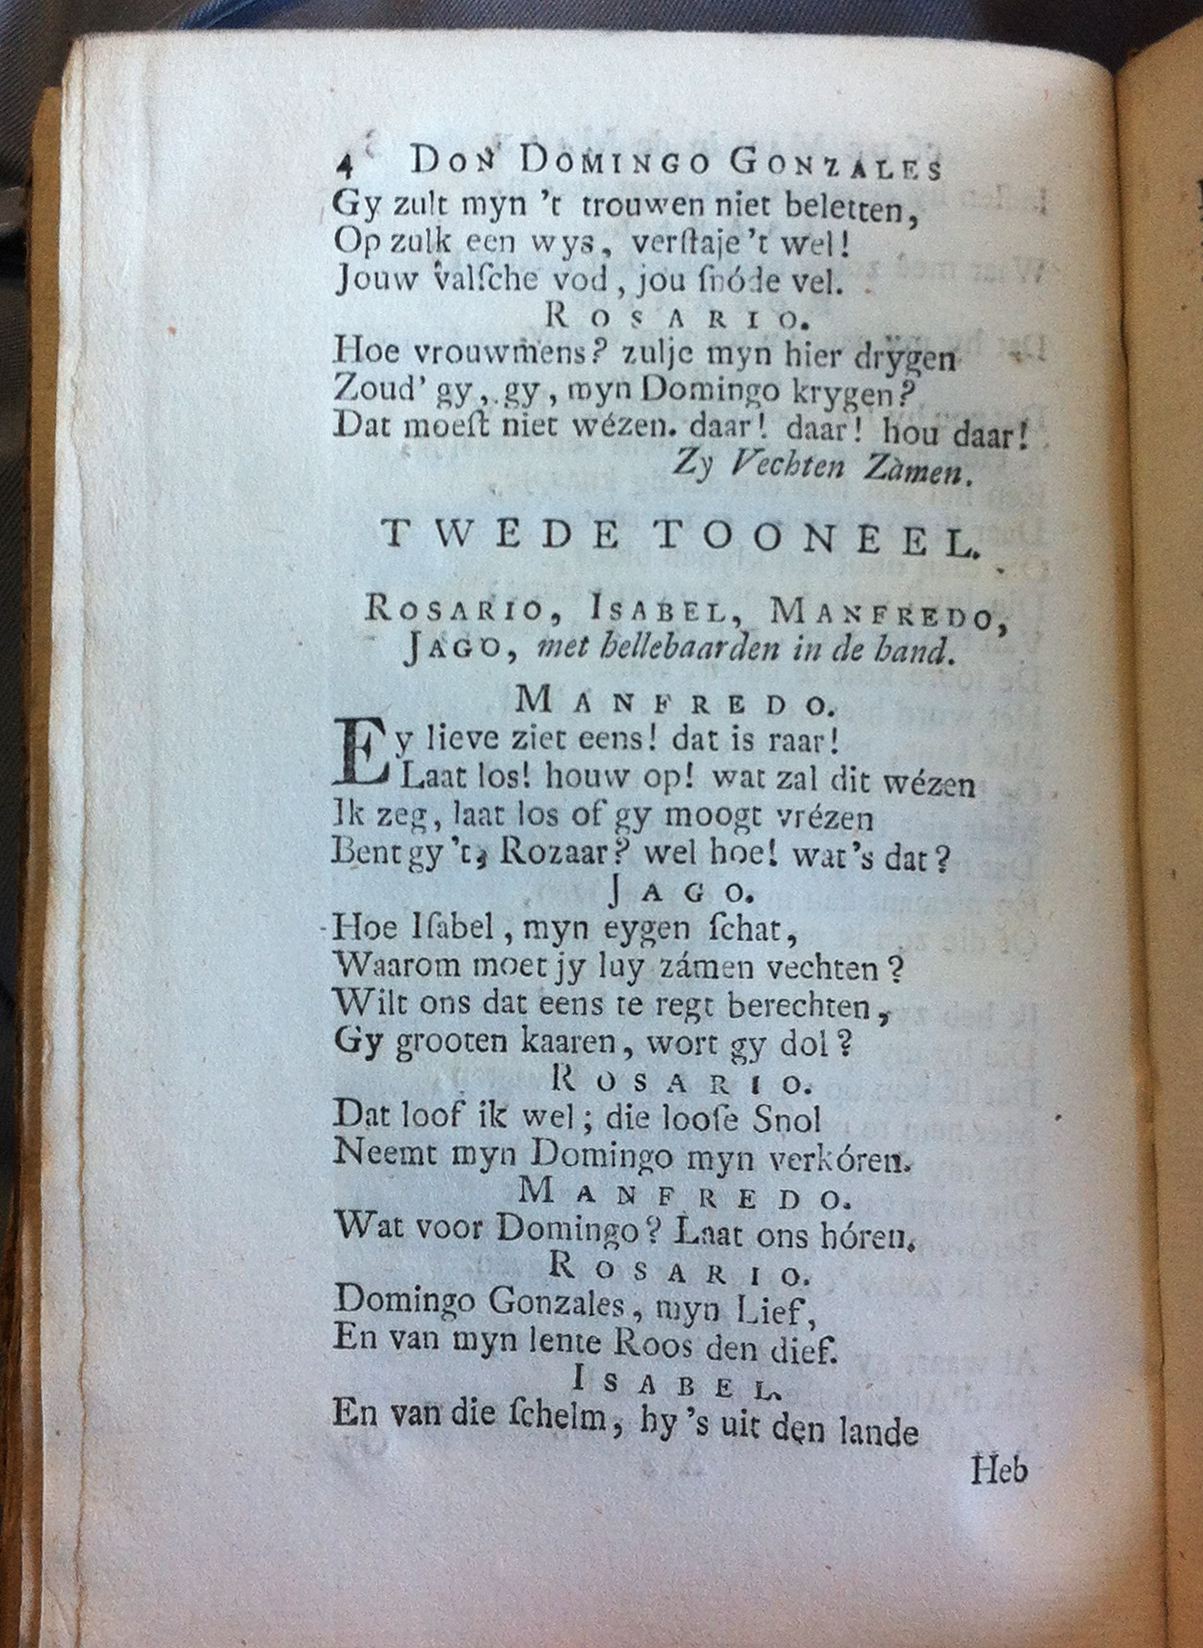 4 DON DOMINGO GONZALES
Gy zult myn 't trouwen niet beletten,
Op zulk een wys, verſtaje 't wel!
Jouw valſche vod, jou ſnóde vel.
ROSARIO.
Hoe vrouwmens? zulje myn hier drygen
Zoud' gy, gy, myn Domingo krygen?
Dat moeſt niet wézen. daar! daar! hou daar!
Zy Vechten Zàmen.
TWEDE TOONEEL.
ROSARIO, ISABEL, MANFREDO,
JAGO, met hellebaarden in de hand.
MANFREDO.
Ey lieve ziet eens! dat is raar!
Laat los! houw op! wat zal dit wézen
Ik zeg, laat los of gy moogt vrézen
Bent gy 't, Rozaar? wel hoe! wat's dat?
JAGO.
Hoe Iſabel, myn eygen ſchat,
Waarom moet jy luy zámen vechten?
Wilt ons dat eens te regt berechten,
Gy grooten kaaren, wort gy dol?
ROSARIO.
Dat loof ik wel; die looſe Snol
Neemt myn Domingo myn verkóren.
MANFREDO.
Wat voor Domingo? Laat ons hóren.
ROSARIO.
Domingo Gonzales, myn Lief,
En van myn lente Roos den dief.
ISABEL.
En van die ſchelm, hy 's uit den lande
Heb